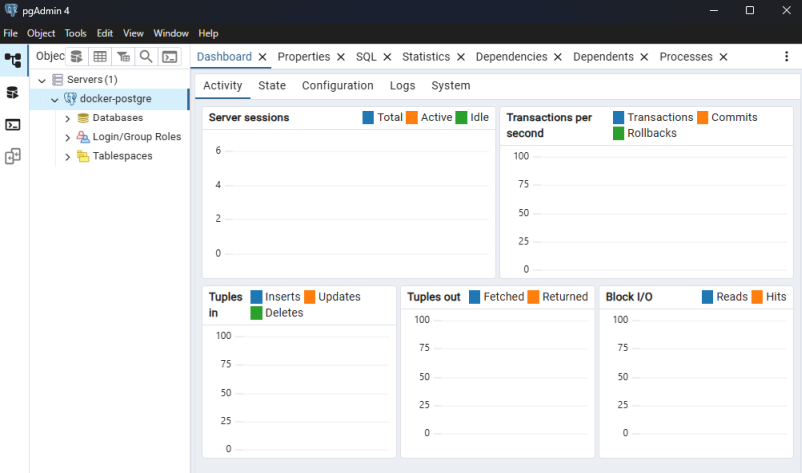 pgAdmin 4
File Object Tools Edit View Window Help
Objec
Dashboard Properties SQL Statistics Dependencies Dependents Processes
Servers (1)
docker-postgre
Databases
Login/Group Roles
Tablespaces
Activity State Configuration Logs System
Server sessions Total Active Idle
6
4
2
0
Transactions per second Transactions Commits Rollbacks
100
75
50
25
0
Tuples in Inserts Updates Deletes
100
75
50
25
0
Tuples out Fetched Returned
100
75
50
25
0
Block I/O Reads Hits
100
75
50
25
0